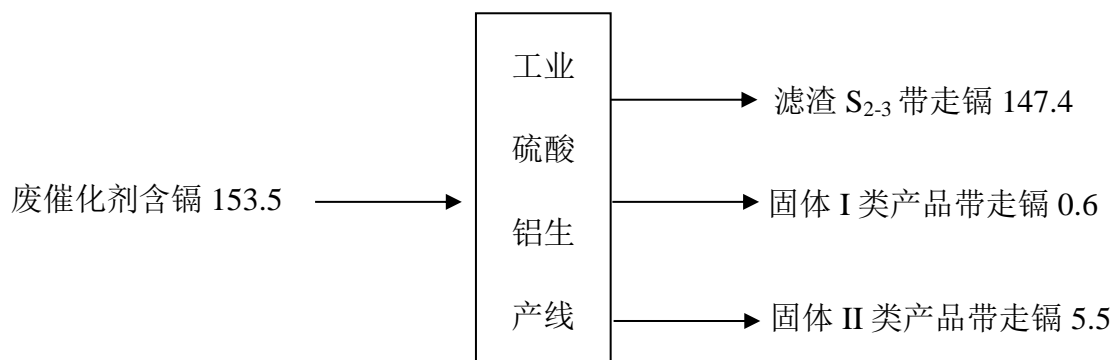 废催化剂含镉 153.5
工业
硫酸
铝生
产线
滤渣 S2-3 带走镉 147.4
固体 I 类产品带走镉 0.6
固体 II 类产品带走镉 5.5